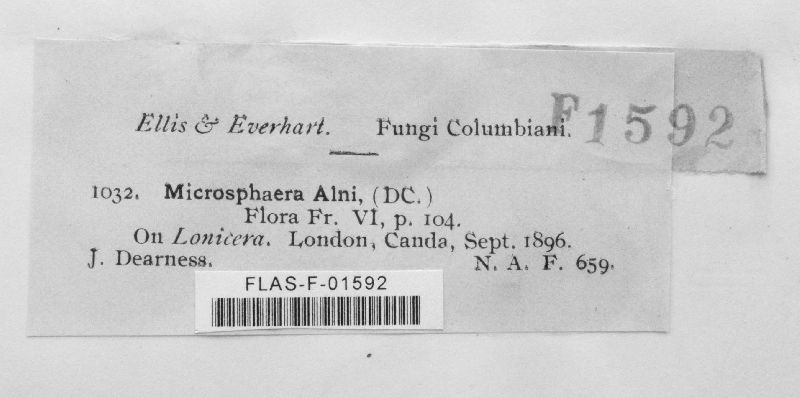 Ellis & Everhart. Fungi Columbiani. F1592
1032. Microsphaera Alni, (DC.)
Flora Fr. VI, p. 104.
On Lonicera. London, Canda, Sept. 1896.
J. Dearness. N. A. F. 659.
FLAS-F-01592